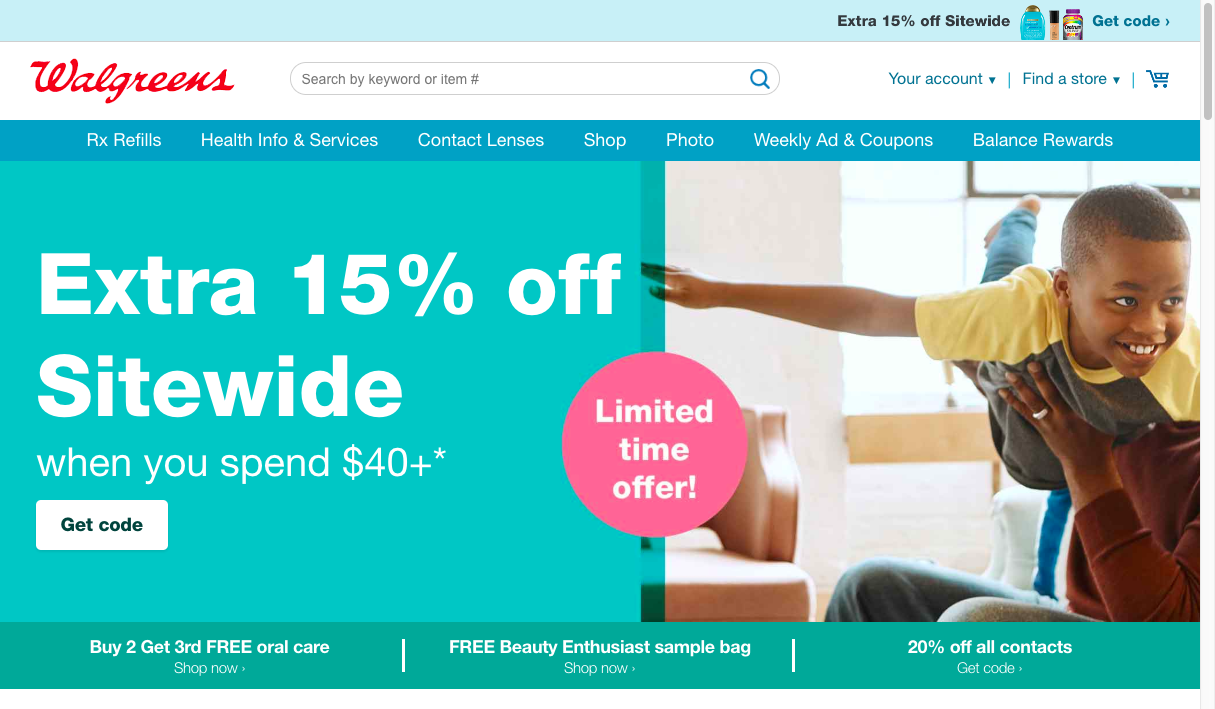 Extra 15% off Sitewide Get code ›
Walgreens
Search by keyword or item #
Your account ▼ | Find a store ▼ |
Rx Refills Health Info & Services Contact Lenses Shop Photo Weekly Ad & Coupons Balance Rewards
Extra 15% off
Sitewide
when you spend $40+*
Get code
Limited
time
offer!
Buy 2 Get 3rd FREE oral care
Shop now ›
FREE Beauty Enthusiast sample bag
Shop now ›
20% off all contacts
Get code ›